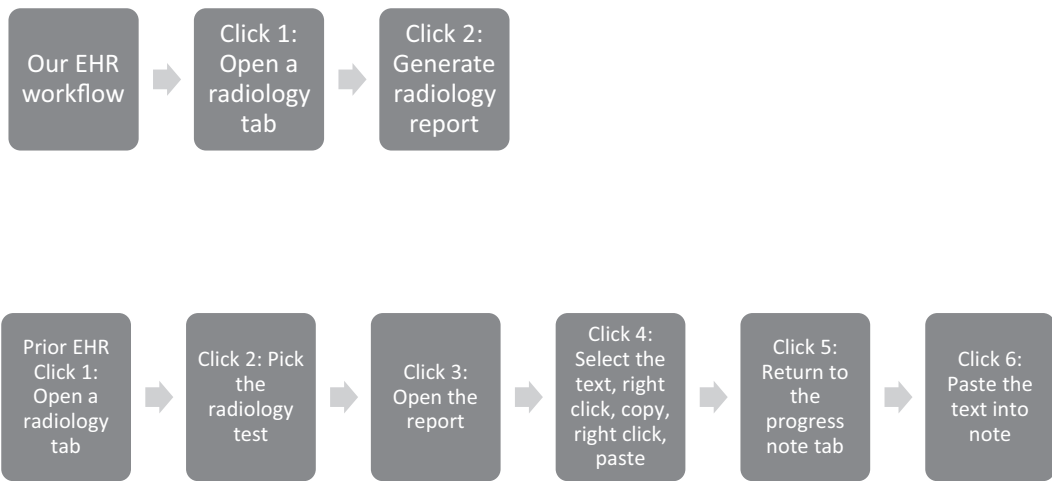 Our EHR
workflow
Click 1:
Open a
radiology
tab
Click 2:
Generate
radiology
report
Prior EHR
Click 1:
Open a
radiology
tab
Click 2: Pick
the
radiology
test
Click 3:
Open the
report
Click 4:
Select the
text, right
click, copy,
right click,
paste
Click 5:
Return to
the
progress
note tab
Click 6:
Paste the
text into
note